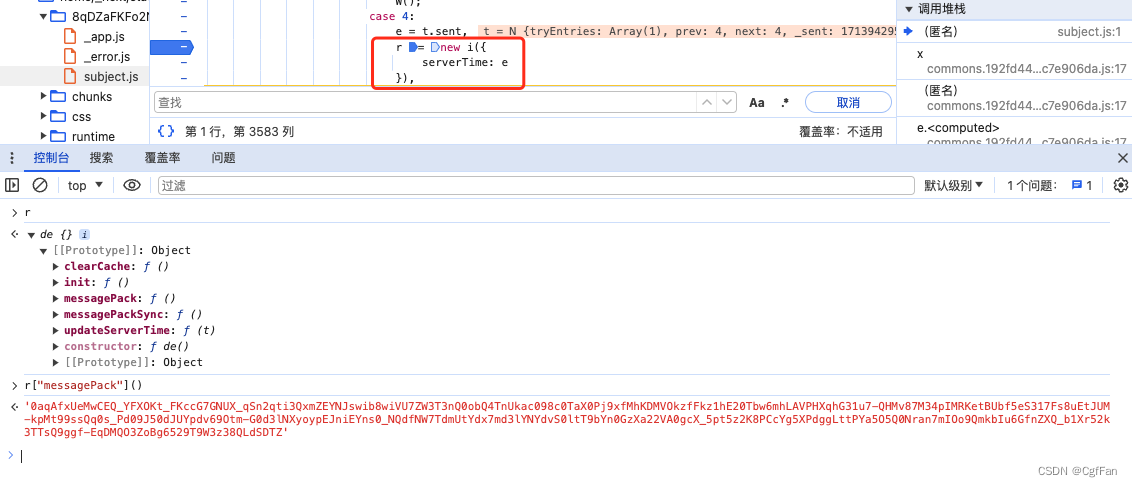 8qDZaFKFo2N
_app.js
_error.js
subject.js
chunks
css
runtime
W();
case 4:
e = t.sent, t = N {tryEntries: Array(1), prev: 4, next: 4, _sent: 171394295
r = new i({
serverTime: e
}),
查找
Aa .* 取消
{} 第 1 行，第 3583 列 覆盖率：不适用
调用堆栈
(匿名) subject.js:1
x
commons.192fd44...c7e906da.js:17
(匿名)
commons.192fd44...c7e906da.js:17
e.<computed>
commons.192fd44...c7e906da.js:17
控制台 搜索 覆盖率 问题
top 过滤 默认级别 1 个问题： 1
r
de {} i
[[Prototype]]: Object
clearCache: ƒ ()
init: ƒ ()
messagePack: ƒ ()
messagePackSync: ƒ ()
updateServerTime: ƒ (t)
constructor: ƒ de()
[[Prototype]]: Object
r["messagePack"]()
'0aqAfxUeMwCEQ_YFXOKt_FKccG7GNUX_qSn2qti3QxmZEYNJswib8wiVU7ZW3T3nQ0obQ4TnUkac098c0TaX0Pj9xfMhKDMVOkzfFkz1hE20Tbw6mhLAVPHXqhG31u7-QHMv87M34pIMRKetBUbf5eS317Fs8uEtJUM
-kpMt99ssQq0s_Pd09J50dJUYpdv69Otm-G0d3lNXyoypEJniEYns0_NQdfNW7TdmUtYdx7md3lYNYdvS0ltT9bYn0GzXa22VA0gcX_5pt5z2K8PCcYg5XPdggLttPYa5O5Q0Nran7mIOo9QmkbIu6GfnZXQ_b1Xr52k
3TTsQ9ggf-EqDMQO3ZoBg6529T9W3z38QLdSDTZ'
CSDN @CgfFan